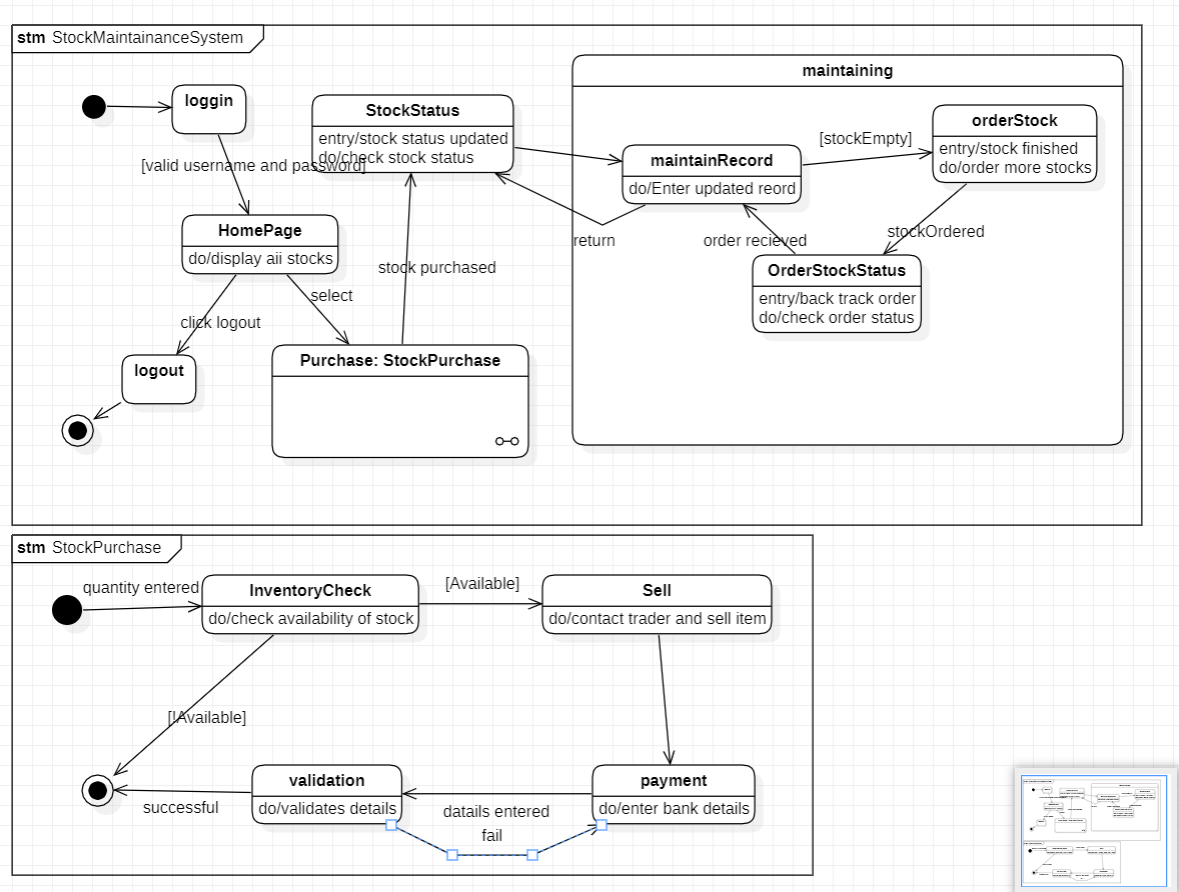 stm StockMaintainanceSystem
loggin
[valid username and password]
HomePage
do/display aii stocks
click logout
select
logout
StockStatus
entry/stock status updated
do/check stock status
stock purchased
Purchase: StockPurchase
maintaining
maintainRecord
do/Enter updated reord
return
[stockEmpty]
orderStock
entry/stock finished
do/order more stocks
stockOrdered
order recieved
OrderStockStatus
entry/back track order
do/check order status
stm StockPurchase
quantity entered
InventoryCheck
do/check availability of stock
[Available]
Sell
do/contact trader and sell item
[!Available]
validation
do/validates details
successful
datails entered
fail
payment
do/enter bank details